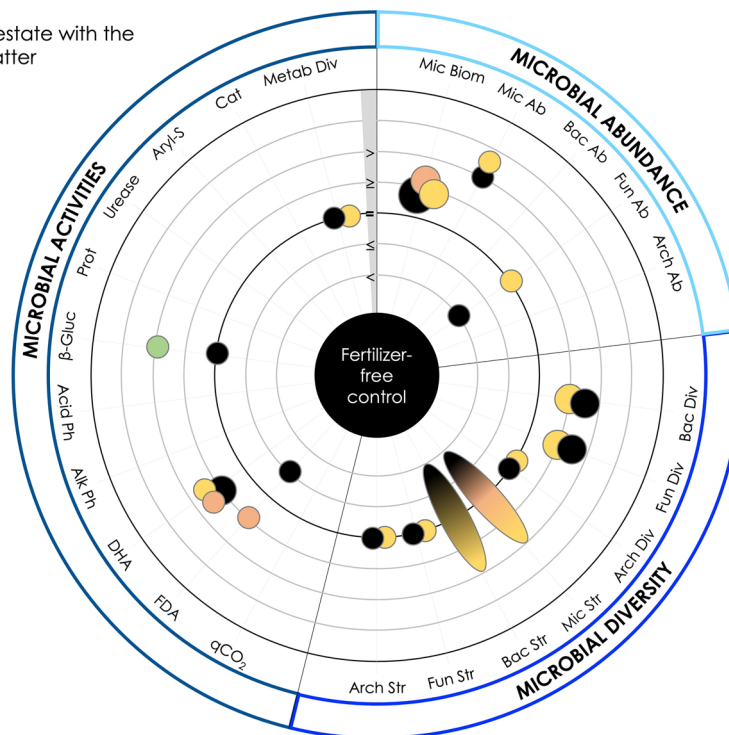 estate with the
atter
MICROBIAL ABUNDANCE
Mic Biom
Mic Ab
Bac Ab
Fun Ab
Arch Ab
MICROBIAL DIVERSITY
Bac Div
Fun Div
Arch Div
Mic Str
Bac Str
Fun Str
Arch Str
MICROBIAL ACTIVITIES
qCO₂
FDA
DHA
Alk Ph
Acid Ph
β-Gluc
Prot
Urease
Aryl-S
Cat
Metab Div
>
≥
=
≤
<
Fertilizer-
free
control